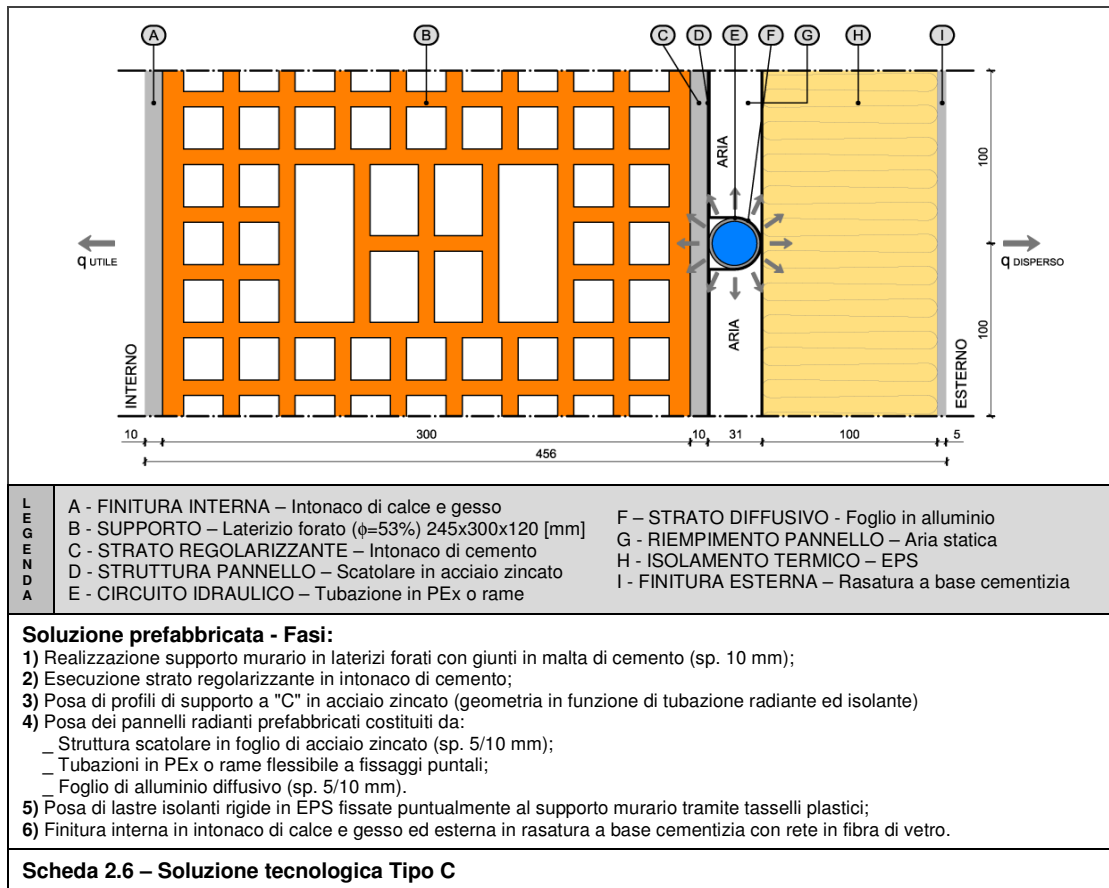 A B C D E F G H I
ARIA
100
q UTILE
q DISPERSO
ARIA
100
INTERNO
ESTERNO
10 300 10 31 100 5
456
LEGENDA
A - FINITURA INTERNA – Intonaco di calce e gesso
B - SUPPORTO – Laterizio forato (ϕ=53%) 245x300x120 [mm]
C - STRATO REGOLARIZZANTE – Intonaco di cemento
D - STRUTTURA PANNELLO – Scatolare in acciaio zincato
E - CIRCUITO IDRAULICO – Tubazione in PEx o rame
F – STRATO DIFFUSIVO - Foglio in alluminio
G - RIEMPIMENTO PANNELLO – Aria statica
H - ISOLAMENTO TERMICO – EPS
I - FINITURA ESTERNA – Rasatura a base cementizia
Soluzione prefabbricata - Fasi:
1) Realizzazione supporto murario in laterizi forati con giunti in malta di cemento (sp. 10 mm);
2) Esecuzione strato regolarizzante in intonaco di cemento;
3) Posa di profili di supporto a "C" in acciaio zincato (geometria in funzione di tubazione radiante ed isolante)
4) Posa dei pannelli radianti prefabbricati costituiti da:
_ Struttura scatolare in foglio di acciaio zincato (sp. 5/10 mm);
_ Tubazioni in PEx o rame flessibile a fissaggi puntali;
_ Foglio di alluminio diffusivo (sp. 5/10 mm).
5) Posa di lastre isolanti rigide in EPS fissate puntualmente al supporto murario tramite tasselli plastici;
6) Finitura interna in intonaco di calce e gesso ed esterna in rasatura a base cementizia con rete in fibra di vetro.
Scheda 2.6 – Soluzione tecnologica Tipo C